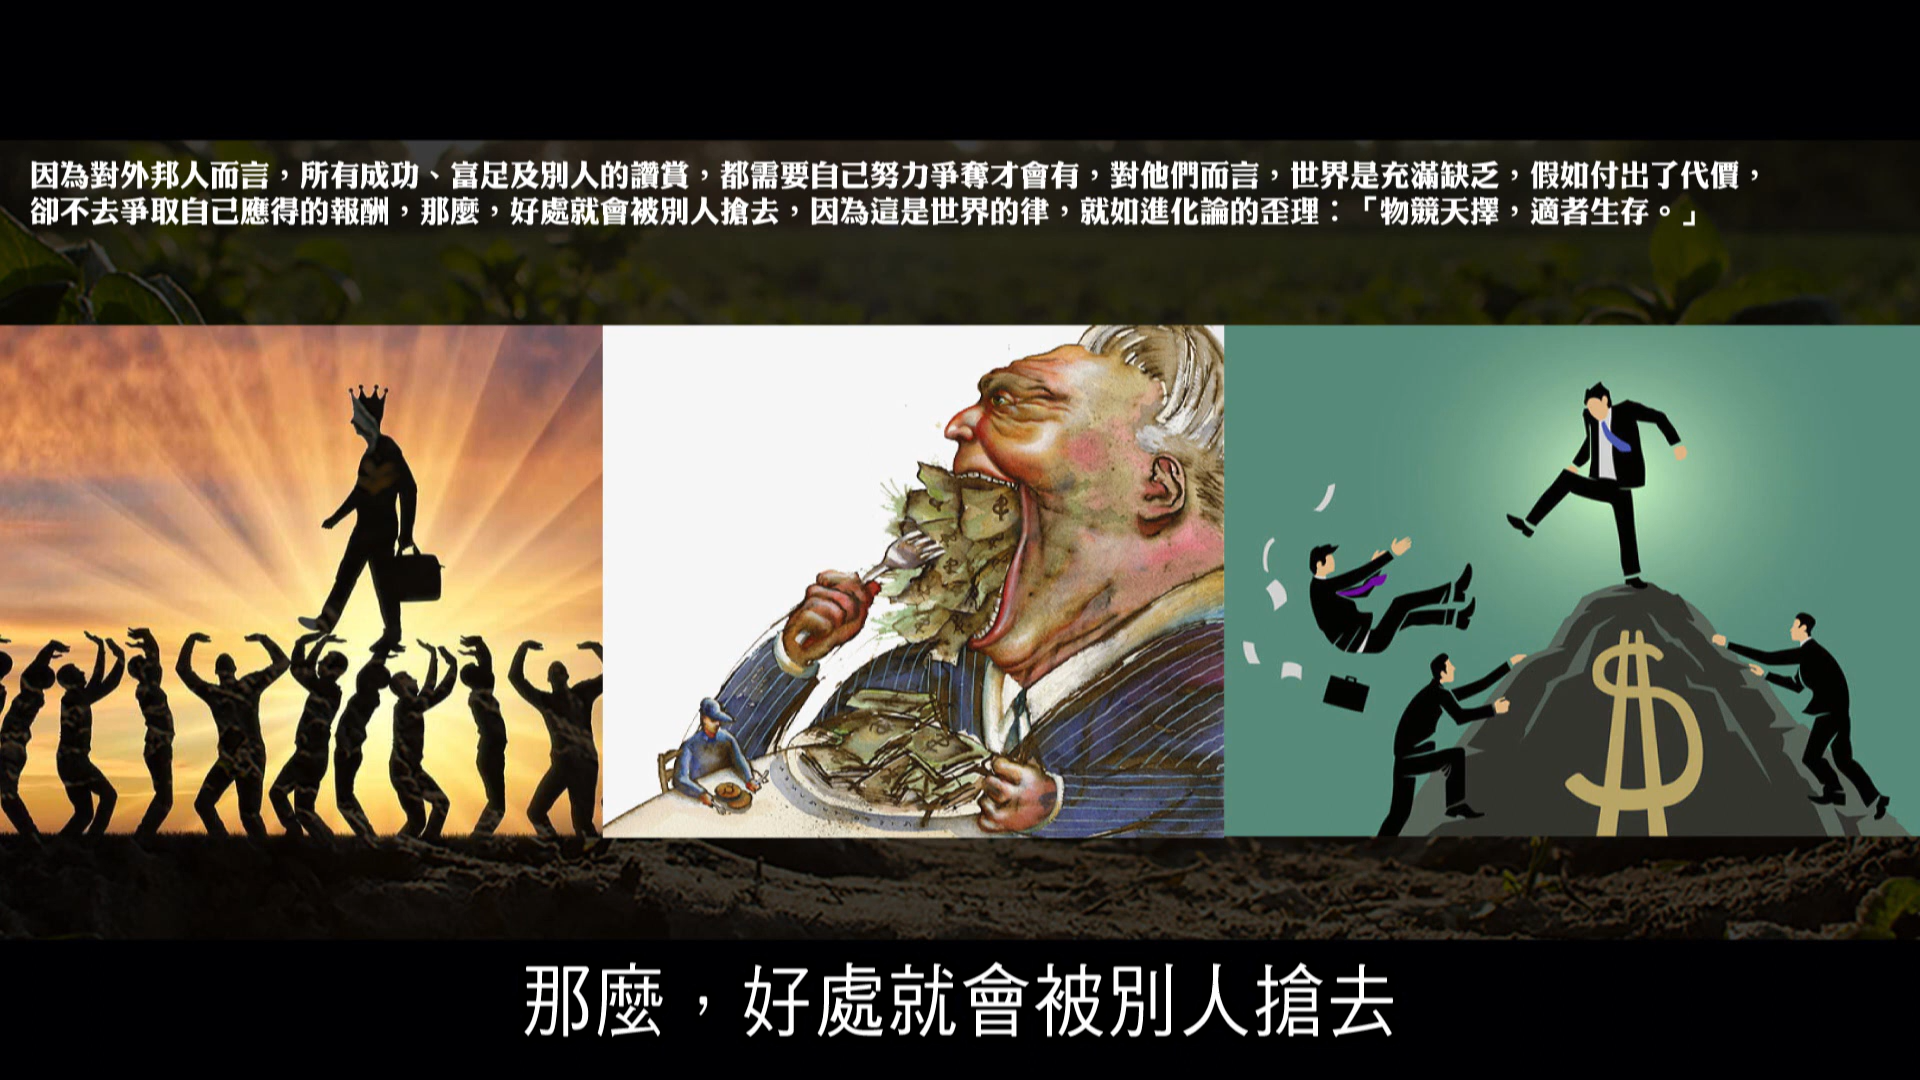 因為對外邦人而言，所有成功、富足及別人的讚賞，都需要自己努力爭奪才會有，對他們而言，世界是充滿缺乏，假如付出了代價，
卻不去爭取自己應得的報酬，那麼，好處就會被別人搶去，因為這是世界的律，就如進化論的歪理：「物競天擇，適者生存。」
$
那麼，好處就會被別人搶去